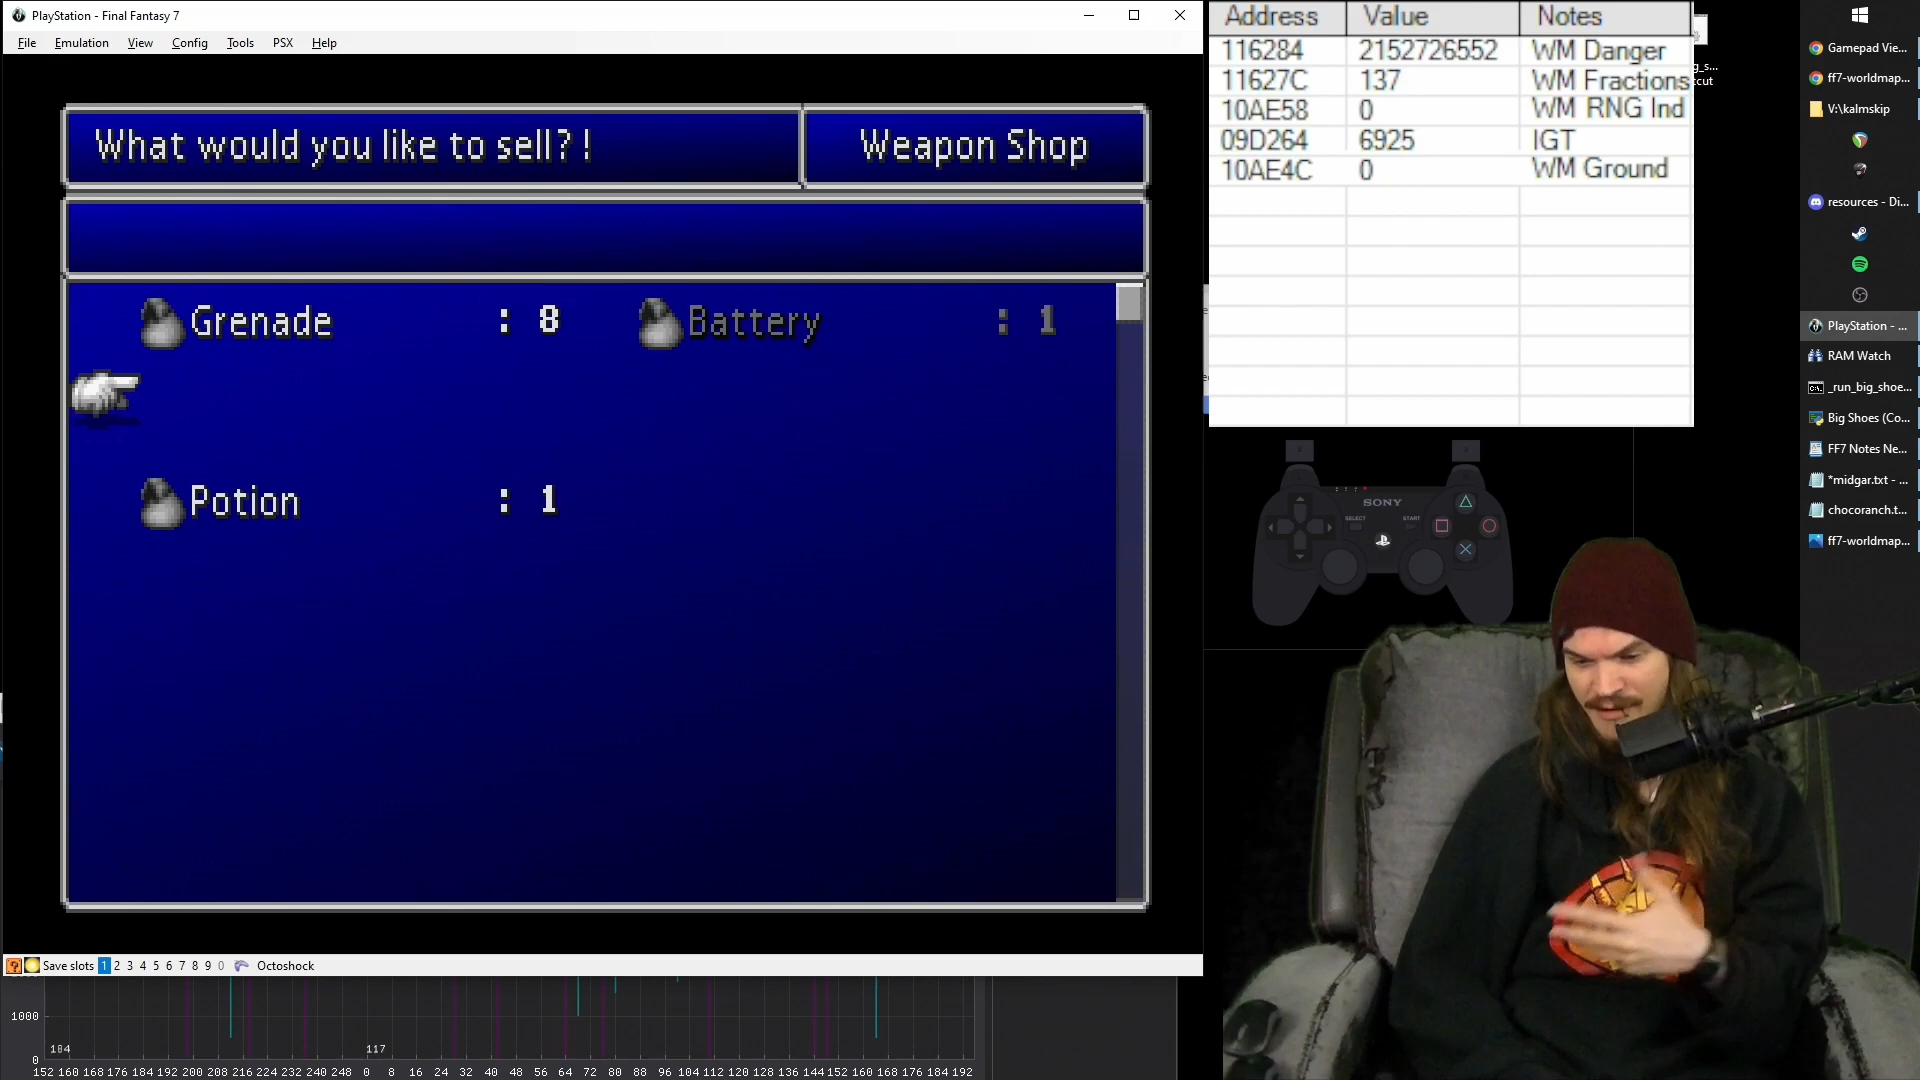 PlayStation - Final Fantasy 7
File Emulation View Config Tools PSX Help
What would you like to sell?!
Weapon Shop
Grenade : 8
Battery : 1
Potion : 1
Save slots 1 2 3 4 5 6 7 8 9 0 Octoshock
1000
0
104
117
152 160 168 176 184 192 200 208 216 224 232 240 248 0 8 16 24 32 40 48 56 64 72 80 88 96 104 112 120 128 136 144 152 160 168 176 184 192
Address Value Notes
116284 2152726552 WM Danger
11627C 137 WM Fractions
10AE58 0 WM RNG Ind
09D264 6925 IGT
10AE4C 0 WM Ground
g_s...
tcut
SONY
SELECT
START
Gamepad Vie...
ff7-worldmap...
V:\kalmskip
resources - Di...
PlayStation - ...
RAM Watch
_run_big_shoe...
Big Shoes (Co...
FF7 Notes Ne...
*midgar.txt - ...
chocoranch.t...
ff7-worldmap...